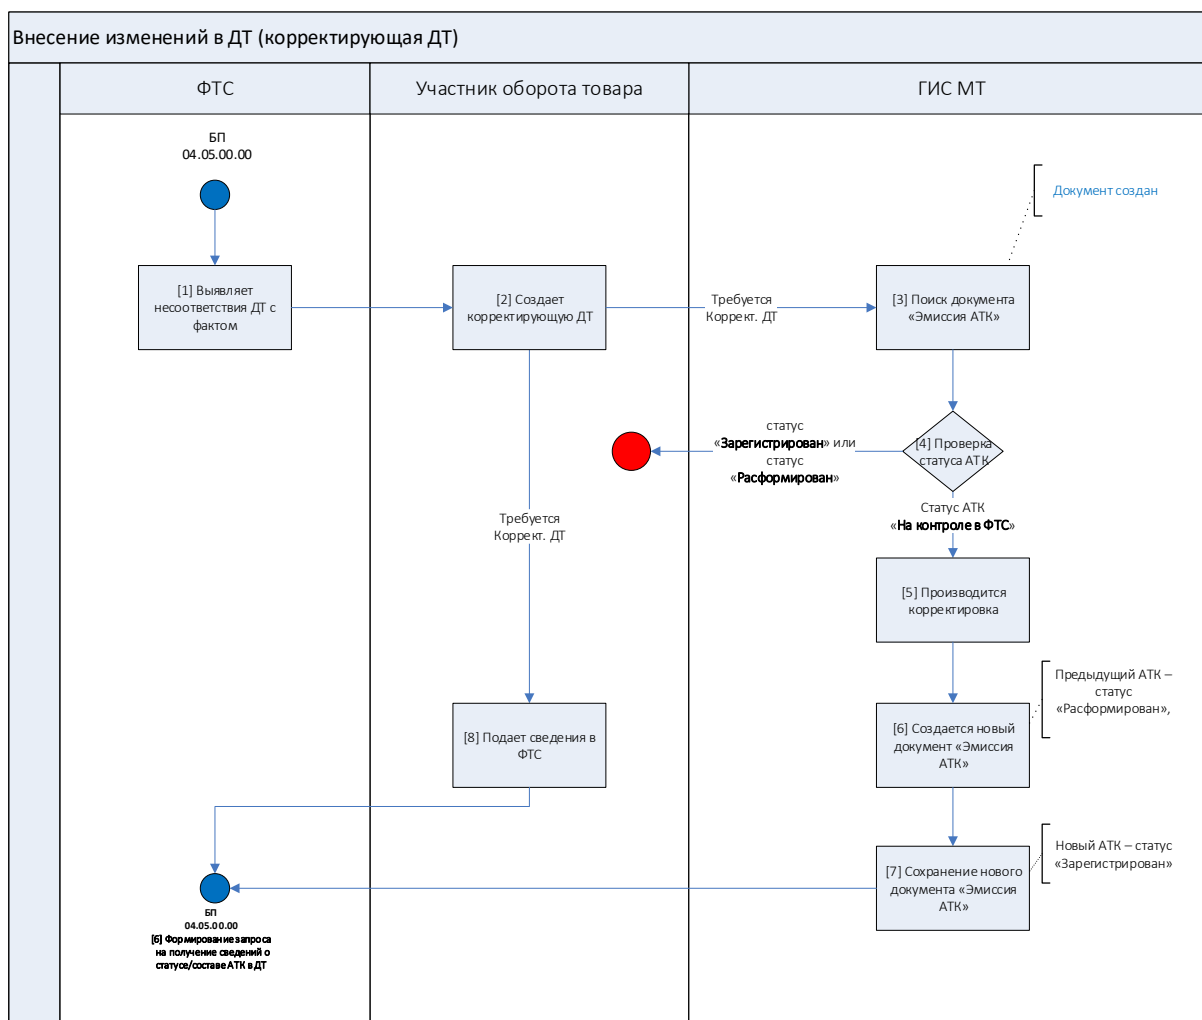 Внесение изменений в ДТ (корректирующая ДТ)
ФТС
Участник оборота товара
ГИС МТ
БП
04.05.00.00
Документ создан
[1] Выявляет
несоответствия ДТ с
фактом
[2] Создает
корректирующую ДТ
Требуется
Коррект. ДТ
[3] Поиск документа
«Эмиссия АТК»
статус
«Зарегистрирован» или
статус
«Расформирован»
[4] Проверка
статуса АТК
Статус АТК
«На контроле в ФТС»
Требуется
Коррект. ДТ
[5] Производится
корректировка
Предыдущий АТК –
статус
«Расформирован»,
[8] Подает сведения в
ФТС
[6] Создается новый
документ «Эмиссия
АТК»
Новый АТК – статус
«Зарегистрирован»
[7] Сохранение нового
документа «Эмиссия
АТК»
БП
04.05.00.00
[6] Формирование запроса
на получение сведений о
статусе/составе АТК в ДТ